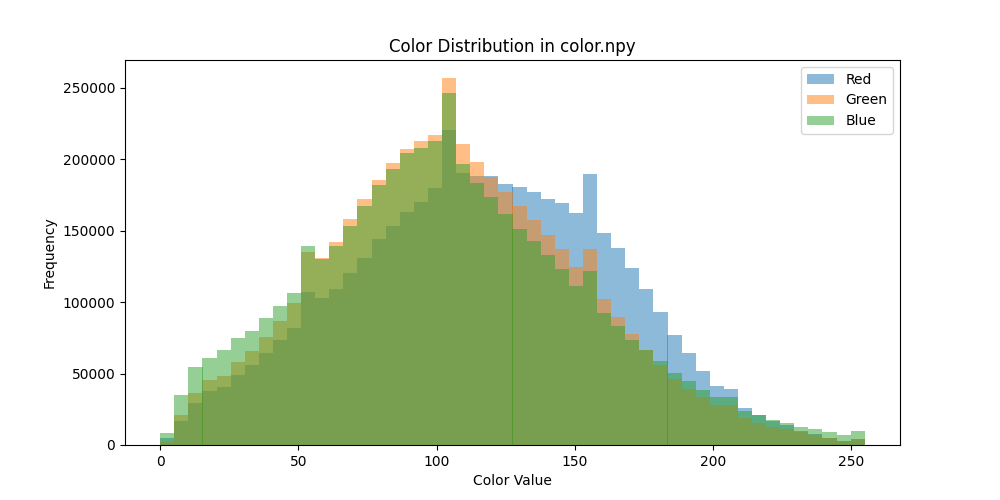 Color Distribution in color.npy
Red
Green
Blue
250000
200000
150000
100000
50000
0
Frequency
0 50 100 150 200 250
Color Value